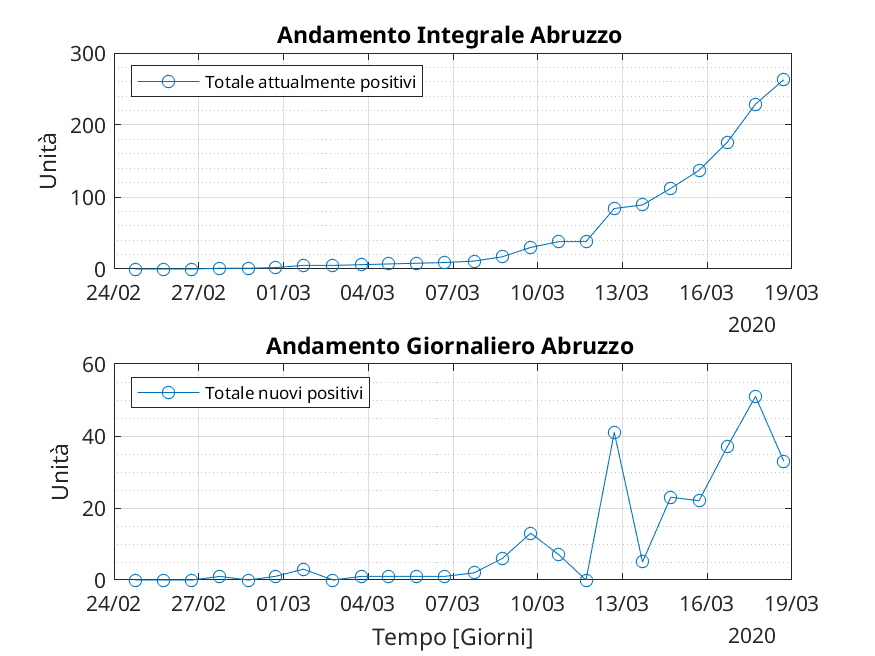 Andamento Integrale Abruzzo
300
200
100
0
Unità
Totale attualmente positivi
24/02 27/02 01/03 04/03 07/03 10/03 13/03 16/03 19/03
2020
Andamento Giornaliero Abruzzo
60
40
20
0
Unità
Totale nuovi positivi
24/02 27/02 01/03 04/03 07/03 10/03 13/03 16/03 19/03
Tempo [Giorni]
2020